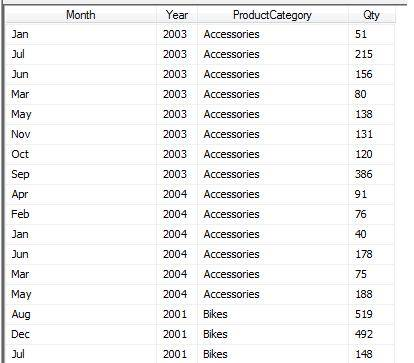 Month Year ProductCategory Qty
Jan 2003 Accessories 51
Jul 2003 Accessories 215
Jun 2003 Accessories 156
Mar 2003 Accessories 80
May 2003 Accessories 138
Nov 2003 Accessories 131
Oct 2003 Accessories 120
Sep 2003 Accessories 386
Apr 2004 Accessories 91
Feb 2004 Accessories 76
Jan 2004 Accessories 40
Jun 2004 Accessories 178
Mar 2004 Accessories 75
May 2004 Accessories 188
Aug 2001 Bikes 519
Dec 2001 Bikes 492
Jul 2001 Bikes 148